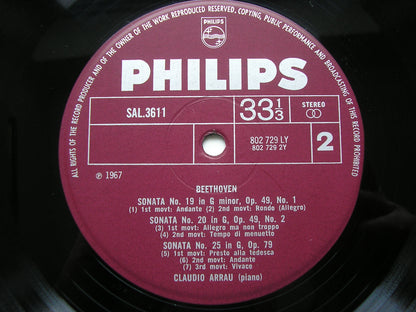 ALL RIGHTS OF THE RECORD PRODUCER AND OF THE OWNER OF THE WORK REPRODUCED RESERVED, COPYING, PUBLIC PERFORMANCE AND BROADCASTING OF THIS RECORD PROHIBITED
PHILIPS
PHILIPS
SAL.3611
33 1/3
STEREO
802 729 LY
802 729 2Y
2
℗ 1967
BEETHOVEN
SONATA No. 19 in G minor, Op. 49, No. 1
(1) 1st movt: Andante (2) 2nd movt: Rondo (Allegro)
SONATA No. 20 in G, Op. 49, No. 2
(3) 1st movt: Allegro ma non troppo
(4) 2nd movt: Tempo di menuetto
SONATA No. 25 in G, Op. 79
(5) 1st movt: Presto alla tedesca
(6) 2nd movt: Andante
(7) 3rd movt: Vivace
CLAUDIO ARRAU (piano)